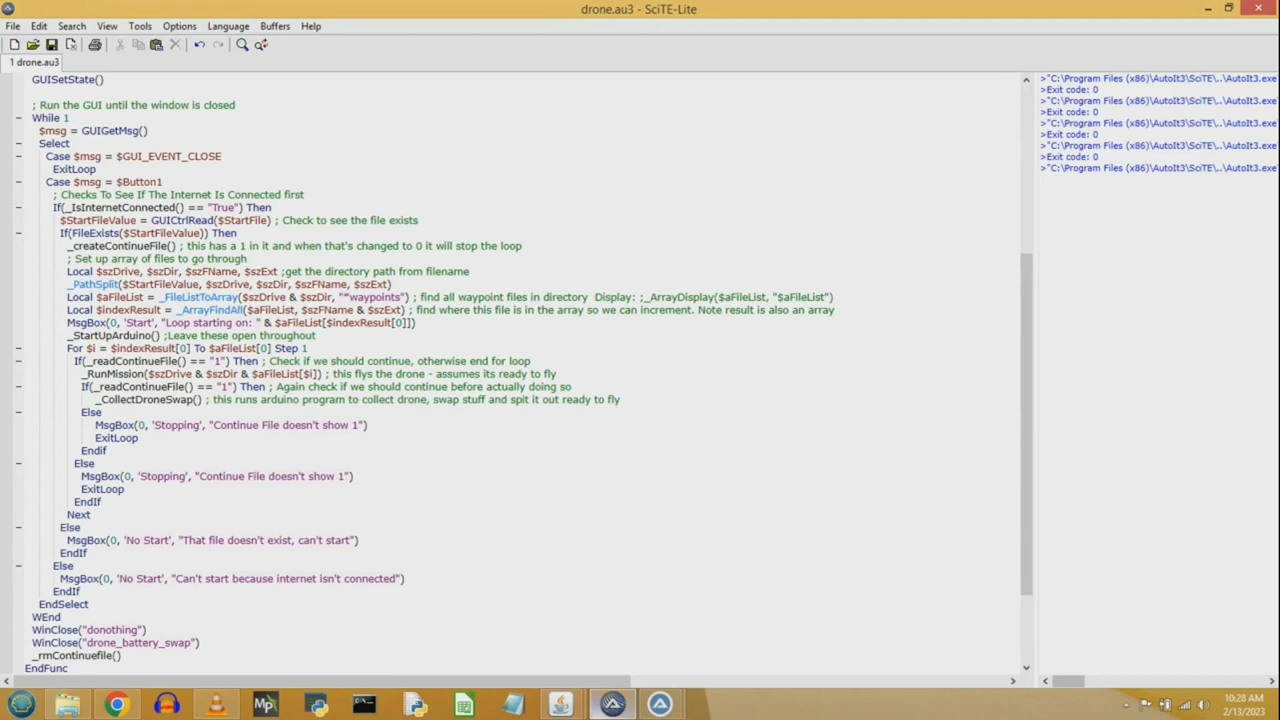 drone.au3 - SciTE-Lite
File Edit Search View Tools Options Language Buffers Help
1 drone.au3
GUISetState()
; Run the GUI until the window is closed
While 1
$msg = GUIGetMsg()
Select
Case $msg = $GUI_EVENT_CLOSE
ExitLoop
Case $msg = $Button1
; Checks To See If The Internet Is Connected first
If(_IsInternetConnected() == "True") Then
$StartFileValue = GUICtrlRead($StartFile) ; Check to see the file exists
If(FileExists($StartFileValue)) Then
_createContinueFile() ; this has a 1 in it and when that's changed to 0 it will stop the loop
; Set up array of files to go through
Local $szDrive, $szDir, $szFName, $szExt ;get the directory path from filename
_PathSplit($StartFileValue, $szDrive, $szDir, $szFName, $szExt)
Local $aFileList = _FileListToArray($szDrive & $szDir, "*waypoints") ; find all waypoint files in directory  Display: ;_ArrayDisplay($aFileList, "$aFileList")
Local $indexResult = _ArrayFindAll($aFileList, $szFName & $szExt) ; find where this file is in the array so we can increment. Note result is also an array
MsgBox(0, 'Start', "Loop starting on: " & $aFileList[$indexResult[0]])
_StartUpArduino() ;Leave these open throughout
For $i = $indexResult[0] To $aFileList[0] Step 1
If(_readContinueFile() == "1") Then ; Check if we should continue, otherwise end for loop
_RunMission($szDrive & $szDir & $aFileList[$i]) ; this flys the drone - assumes its ready to fly
If(_readContinueFile() == "1") Then ; Again check if we should continue before actually doing so
_CollectDroneSwap() ; this runs arduino program to collect drone, swap stuff and spit it out ready to fly
Else
MsgBox(0, 'Stopping', "Continue File doesn't show 1")
ExitLoop
Endif
Else
MsgBox(0, 'Stopping', "Continue File doesn't show 1")
ExitLoop
EndIf
Next
Else
MsgBox(0, 'No Start', "That file doesn't exist, can't start")
EndIf
Else
MsgBox(0, 'No Start', "Can't start because internet isn't connected")
EndIf
EndSelect
WEnd
WinClose("donothing")
WinClose("drone_battery_swap")
_rmContinuefile()
EndFunc
>"C:\Program Files (x86)\AutoIt3\SciTE\..\AutoIt3.exe
>Exit code: 0
>"C:\Program Files (x86)\AutoIt3\SciTE\..\AutoIt3.exe
>Exit code: 0
>"C:\Program Files (x86)\AutoIt3\SciTE\..\AutoIt3.exe
>Exit code: 0
>"C:\Program Files (x86)\AutoIt3\SciTE\..\AutoIt3.exe
>Exit code: 0
>"C:\Program Files (x86)\AutoIt3\SciTE\..\AutoIt3.exe
Mp
10:28 AM
2/13/2023